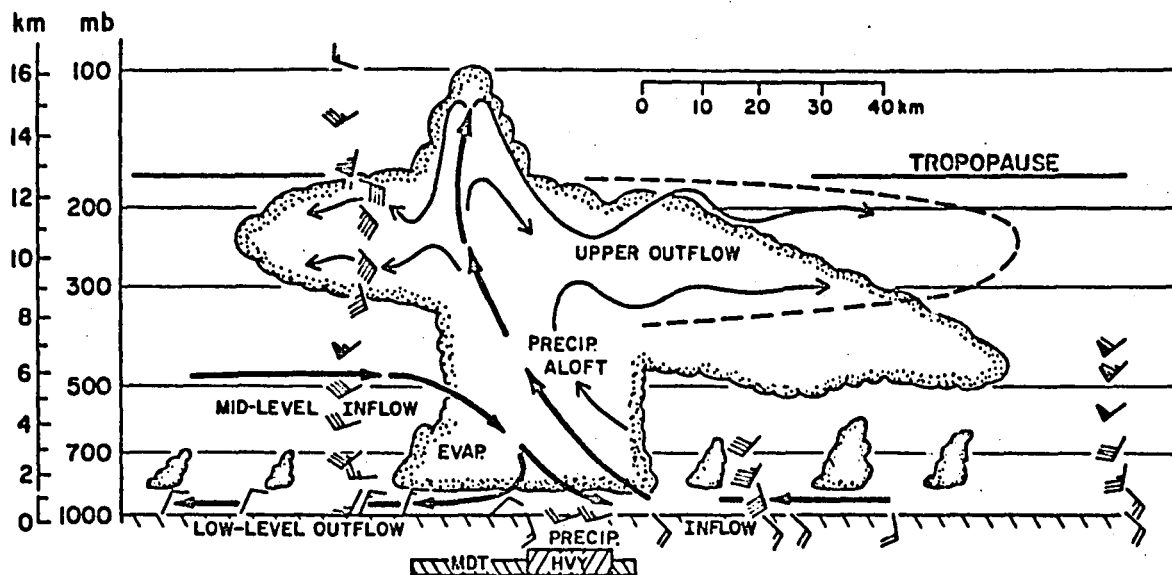 km mb
16 100
14
TROPOPAUSE
12 200
10
300
8
6
500
4
700
2
0 1000
0 10 20 30 40 km
UPPER OUTFLOW
PRECIP.
ALOFT
MID-LEVEL INFLOW
EVAP.
LOW-LEVEL OUTFLOW
INFLOW
PRECIP.
MDT HVY